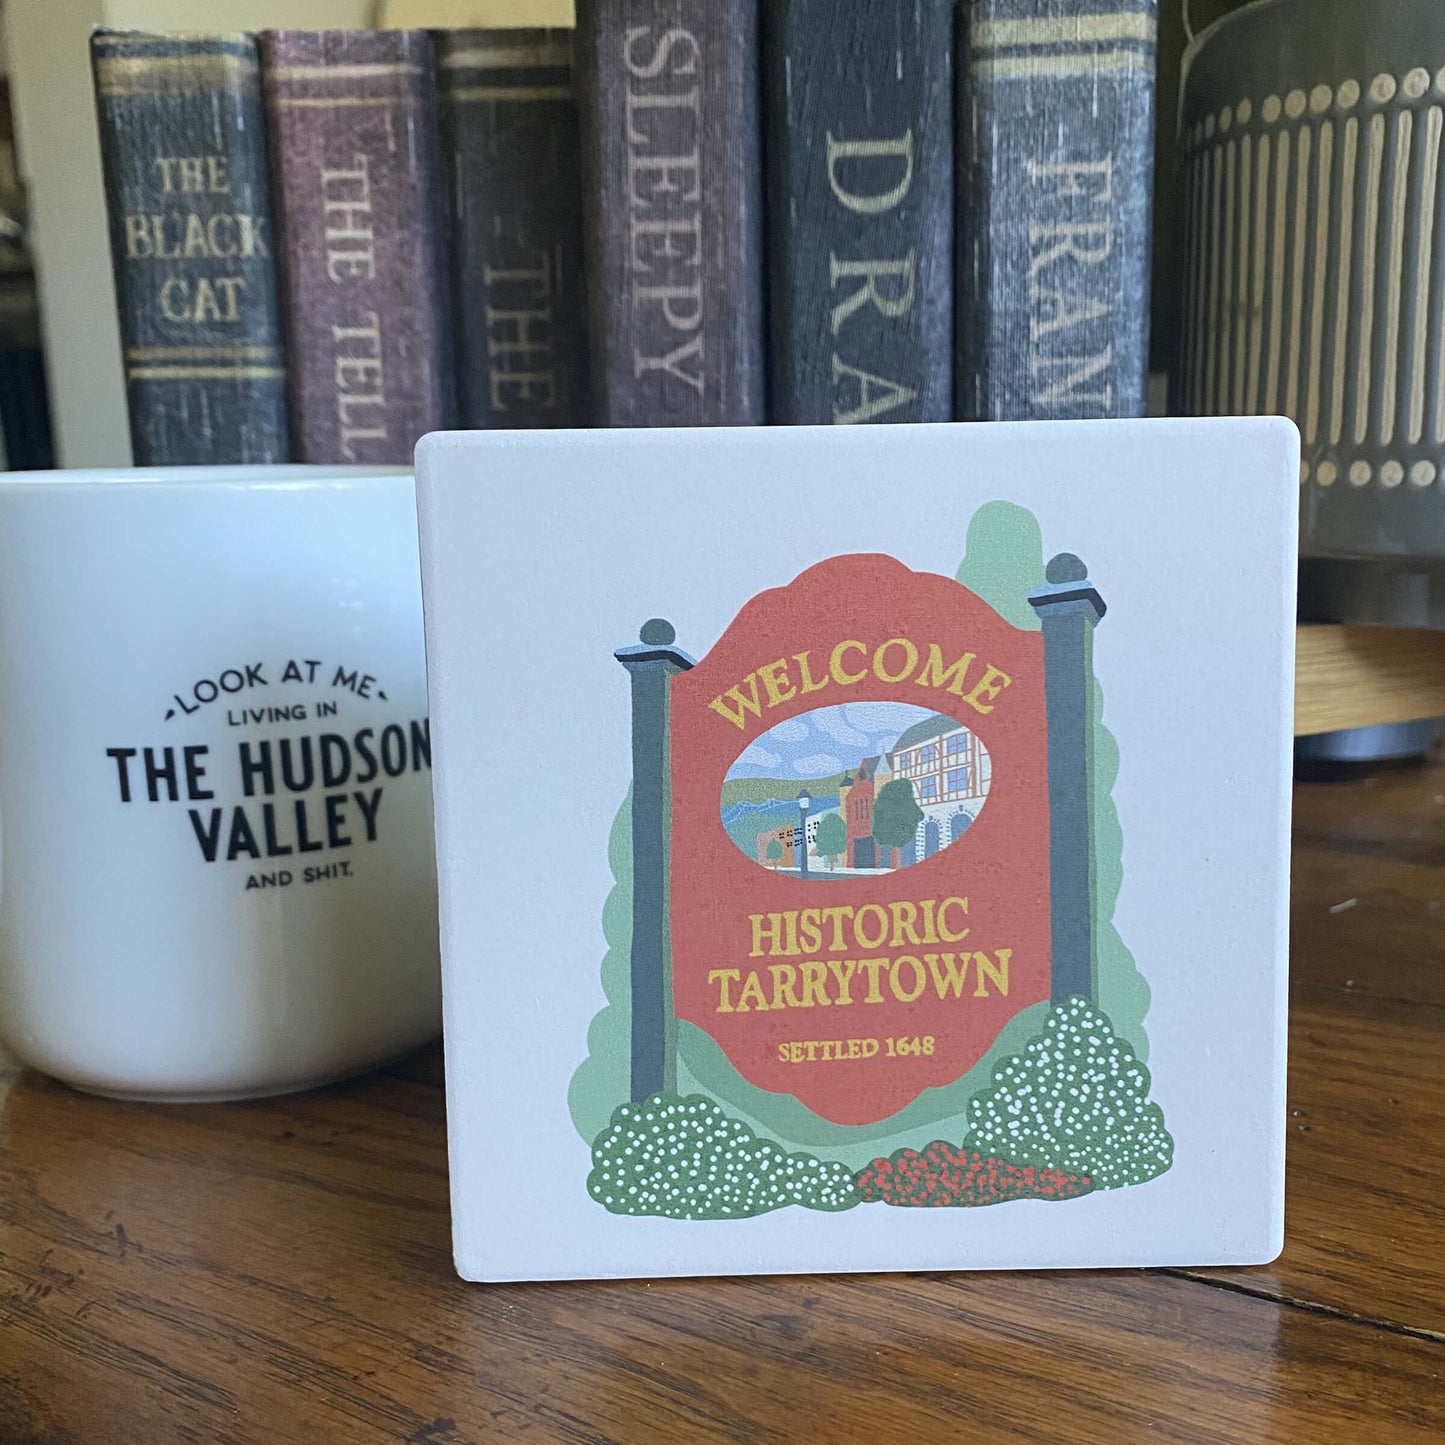 THE
BLACK
CAT
THE TELL
THE
SLEEPY
DRA
FRAN
LOOK AT ME
LIVING IN
THE HUDSON
VALLEY
AND SHIT.
WELCOME
HISTORIC
TARRYTOWN
SETTLED 1648